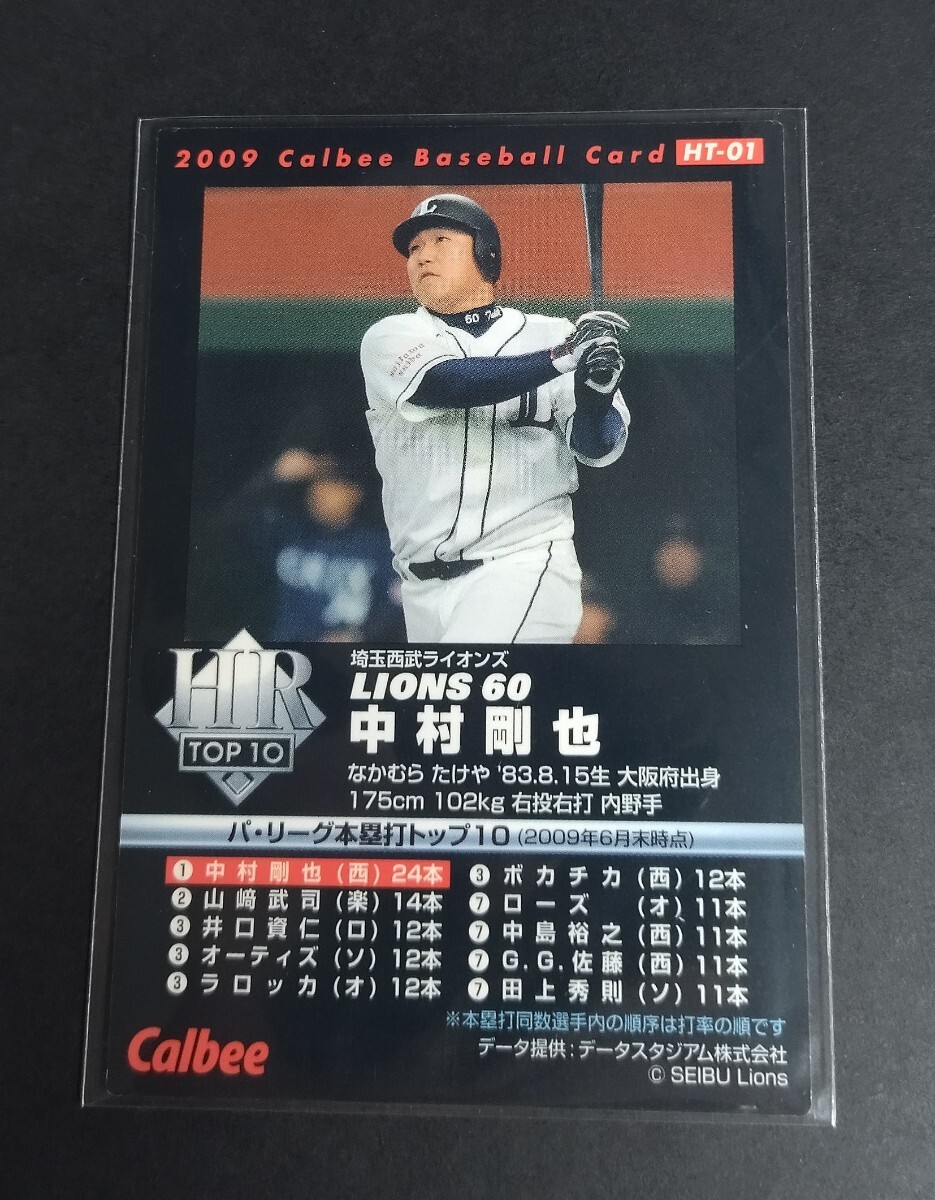 2009 Calbee Baseball Card HT-01
L
60
saitama
seibu
L
HR
TOP 10
埼玉西武ライオンズ
LIONS 60
中村剛也
なかむら たけや '83.8.15生 大阪府出身
175cm 102kg 右投右打 内野手
パ・リーグ本塁打トップ10(2009年6月末時点)
1 中村剛也(西)24本
2 山﨑武司(楽)14本
3 井口資仁(ロ)12本
3 オーティズ(ソ)12本
3 ラロッカ(オ)12本
3 ボカチカ(西)12本
7 ローズ(オ)11本
7 中島裕之(西)11本
7 G.G.佐藤(西)11本
7 田上秀則(ソ)11本
※本塁打同数選手内の順序は打率の順です
Calbee
データ提供:データスタジアム株式会社
© SEIBU Lions